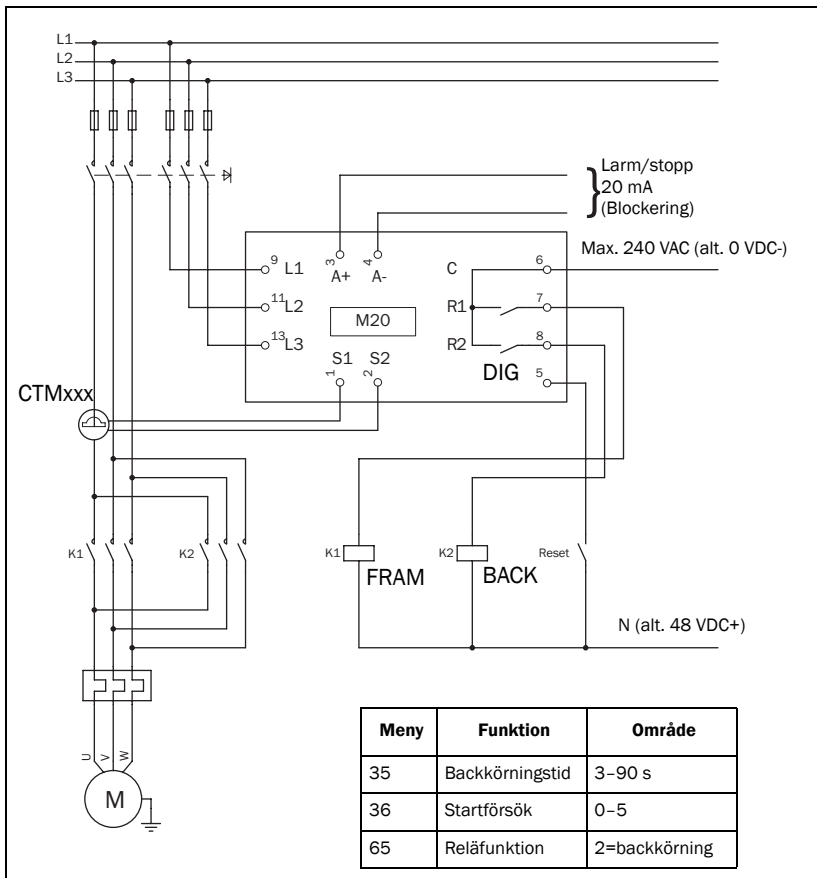 L1
L2
L3
Larm/stopp
20 mA
(Blockering)
Max. 240 VAC (alt. 0 VDC-)
9 L1
3 A+
4 A-
C 6
11 L2
M20
R1 7
13 L3
R2 8
S1 S2
1 2
DIG 5
CTMxxx
K1 K2
K1 FRAM
K2 BACK
Reset
N (alt. 48 VDC+)
U V W
M
Meny Funktion Område
35 Backkörningstid 3–90 s
36 Startförsök 0–5
65 Reläfunktion 2=backkörning